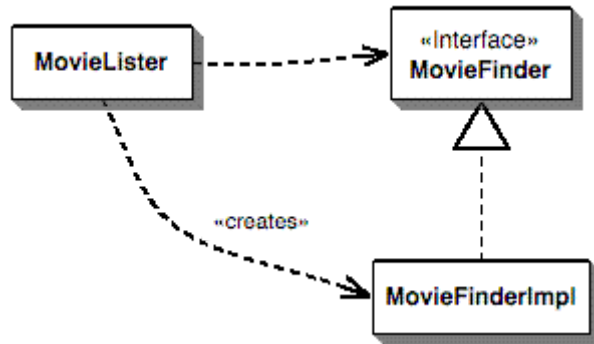 MovieLister
«Interface»
MovieFinder
«creates»
MovieFinderImpl